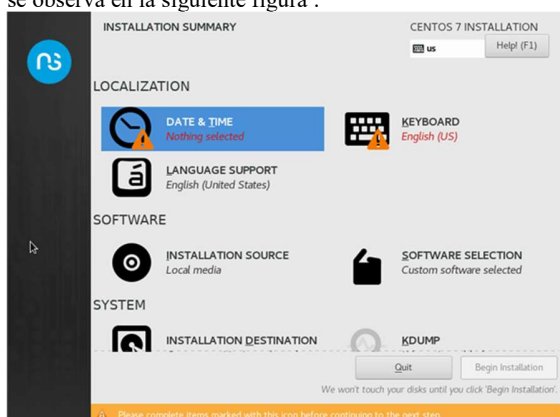 se observa en la siguiente figura :
INSTALLATION SUMMARY
CENTOS 7 INSTALLATION
us
Help! (F1)
LOCALIZATION
DATE & TIME
Nothing selected
KEYBOARD
English (US)
LANGUAGE SUPPORT
English (United States)
SOFTWARE
INSTALLATION SOURCE
Local media
SOFTWARE SELECTION
Custom software selected
SYSTEM
INSTALLATION DESTINATION
KDUMP
Quit
Begin Installation
We won't touch your disks until you click 'Begin Installation'.
Please complete items marked with this icon before continuing to the next step.